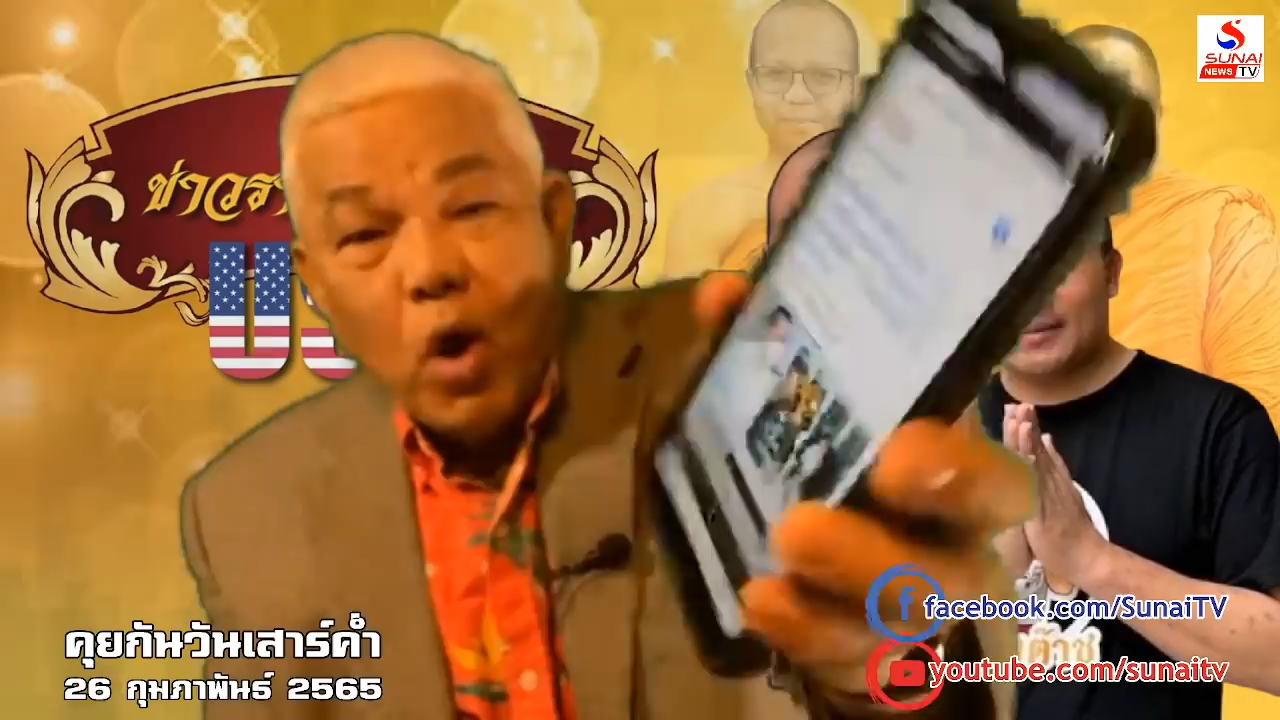 SUNAI
NEWS TV
ข่าวรา
US
คุยกันวันเสาร์ค่ำ
26 กุมภาพันธ์ 2565
facebook.com/SunaiTV
youtube.com/sunaitv